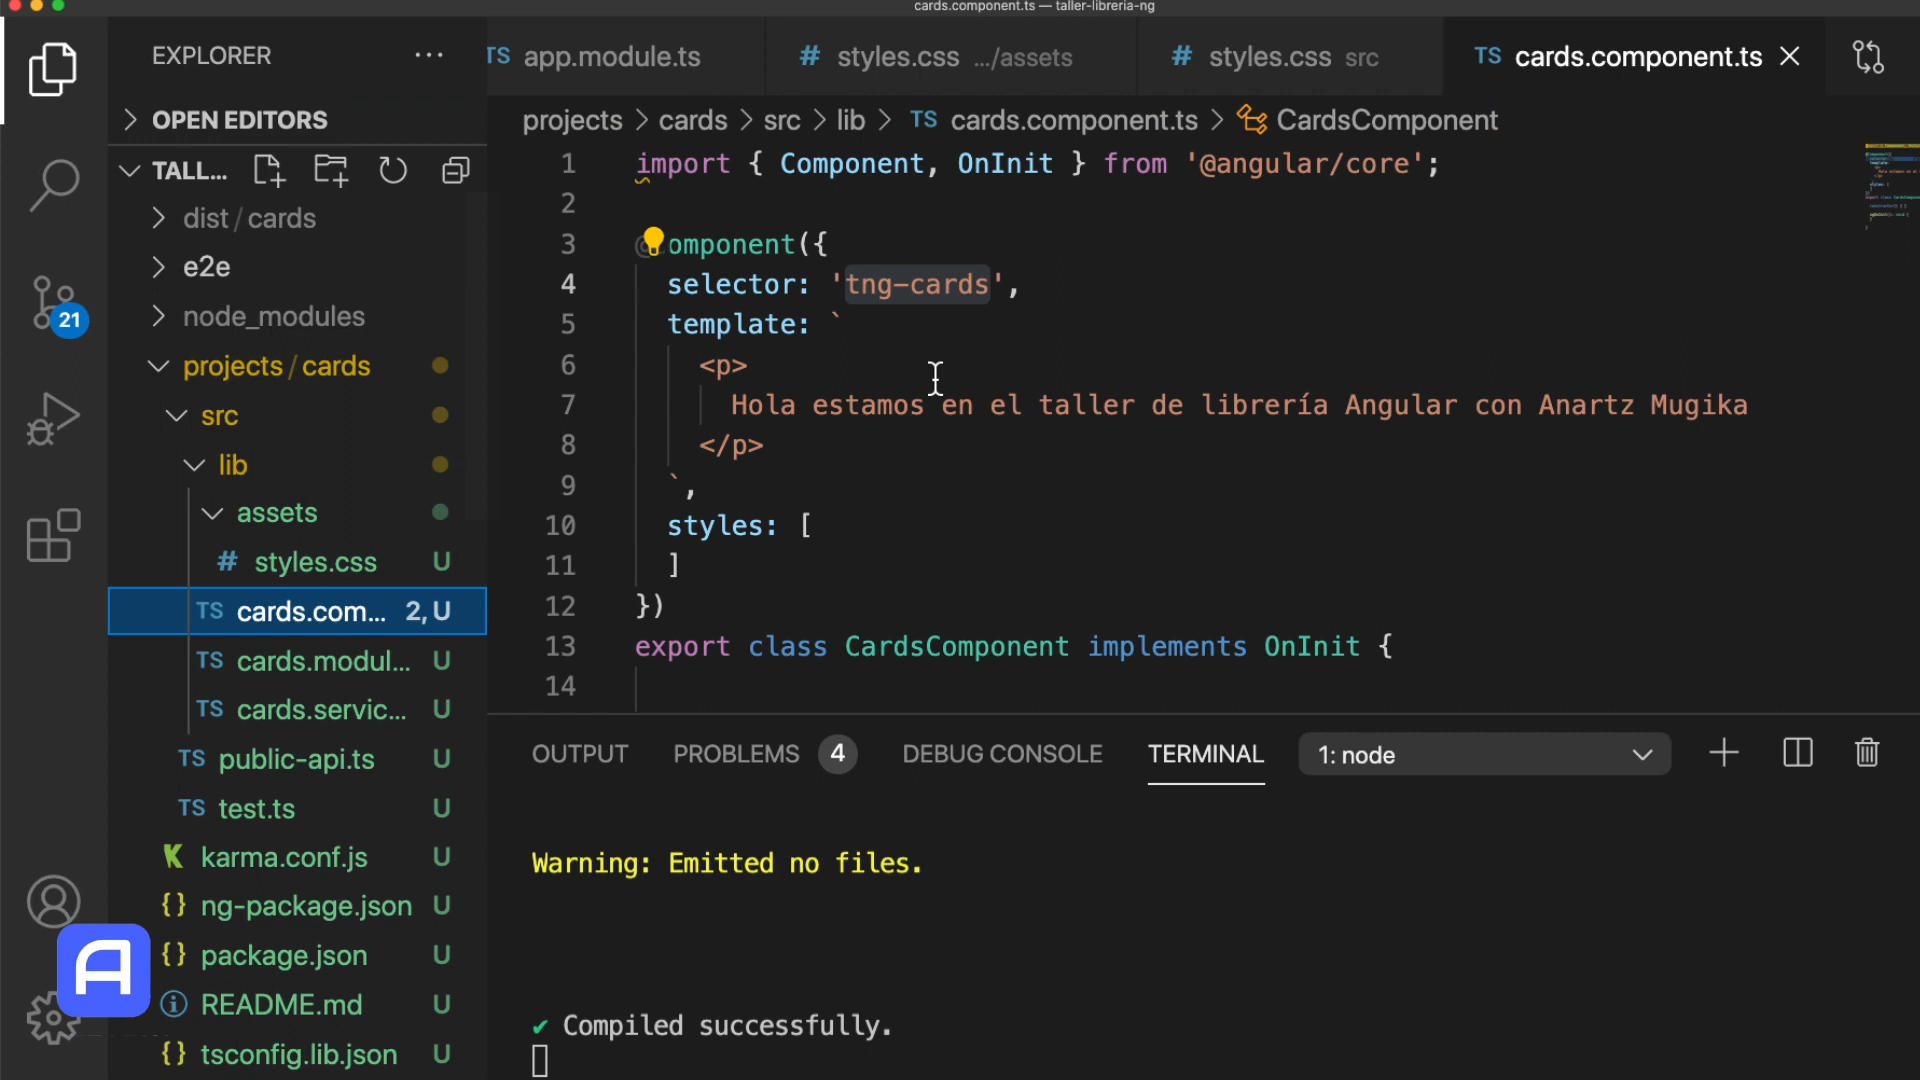 cards.component.ts — taller-libreria-ng
EXPLORER
OPEN EDITORS
TALL...
dist / cards
e2e
node_modules
projects / cards
src
lib
assets
# styles.css U
TS cards.com... 2, U
TS cards.modul... U
TS cards.servic... U
TS public-api.ts U
TS test.ts U
karma.conf.js U
{} ng-package.json U
{} package.json U
README.md U
{} tsconfig.lib.json U
21
TS app.module.ts
# styles.css .../assets
# styles.css src
TS cards.component.ts
projects > cards > src > lib > TS cards.component.ts > CardsComponent
1 import { Component, OnInit } from '@angular/core';
2
3 @omponent({
4 selector: 'tng-cards',
5 template: `
6 <p>
7 Hola estamos en el taller de librería Angular con Anartz Mugika
8 </p>
9 `,
10 styles: [
11 ]
12 })
13 export class CardsComponent implements OnInit {
14
OUTPUT PROBLEMS 4 DEBUG CONSOLE TERMINAL 1: node
Warning: Emitted no files.
✔ Compiled successfully.